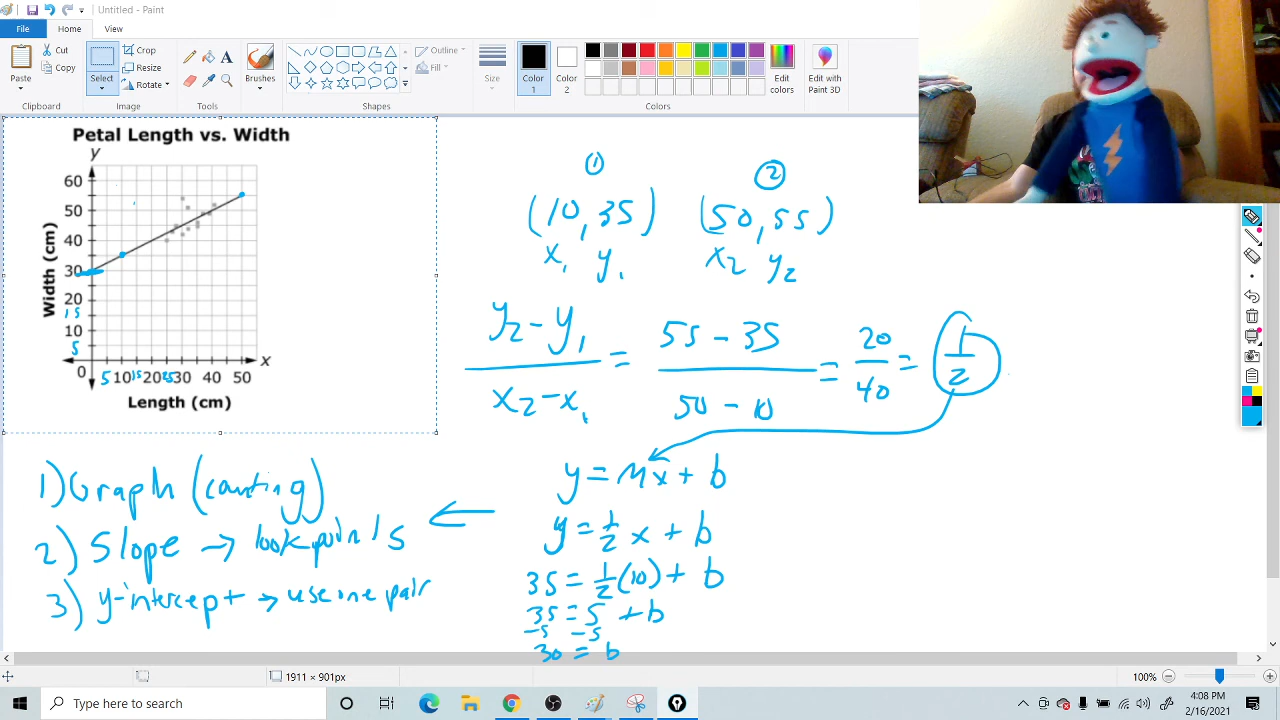 Untitled - Paint
File Home View
Paste Cut Copy
Select Crop Resize Rotate
Brushes
Outline Fill
Size
Color 1 Color 2
Edit colors
Edit with Paint 3D
Clipboard Image Tools Shapes Colors
Petal Length vs. Width
y
60
50
40
30
20
15
10
5
0 5 10 15 20 25 30 40 50 x
Width (cm)
Length (cm)
① ②
(10,35) (50,55)
x₁ y₁ x₂ y₂
y₂ - y₁ / x₂ - x₁ = 55 - 35 / 50 - 10 = 20/40 = 1/2
y = mx + b
y = 1/2 x + b
35 = 1/2 (10) + b
35 = 5 + b
-5 -5
30 = b
1) Graph (counting)
2) Slope → look points
3) y-intercept → use one pair
1911 × 901px
100%
Type here to search
4:08 PM
2/16/2021